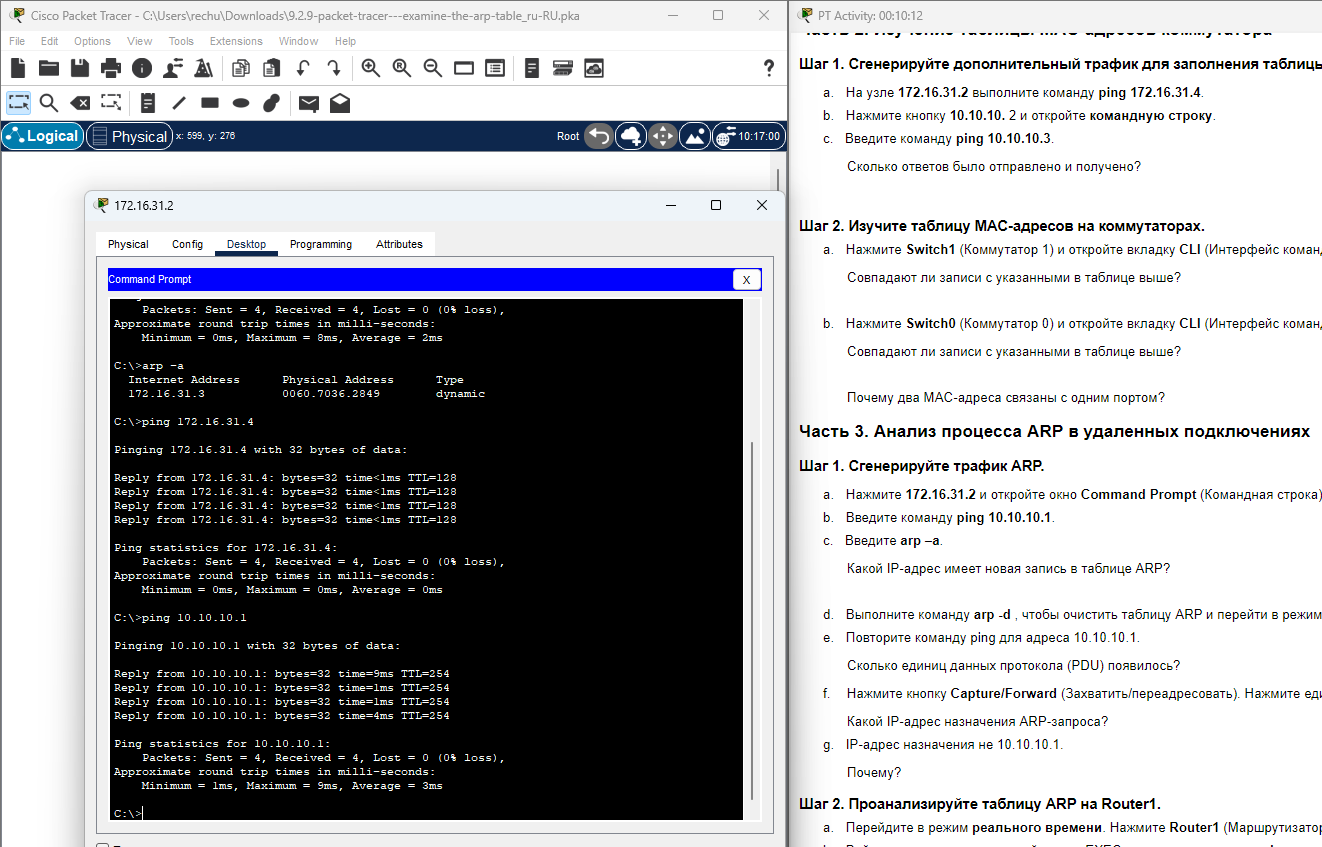 Cisco Packet Tracer - C:\Users\rechu\Downloads\9.2.9-packet-tracer---examine-the-arp-table_ru-RU.pka
File Edit Options View Tools Extensions Window Help
Logical Physical x: 599, y: 276 Root 10:17:00
172.16.31.2
Physical Config Desktop Programming Attributes
Command Prompt X
Packets: Sent = 4, Received = 4, Lost = 0 (0% loss),
Approximate round trip times in milli-seconds:
Minimum = 0ms, Maximum = 8ms, Average = 2ms
C:\>arp -a
Internet Address Physical Address Type
172.16.31.3 0060.7036.2849 dynamic
C:\>ping 172.16.31.4
Pinging 172.16.31.4 with 32 bytes of data:
Reply from 172.16.31.4: bytes=32 time<1ms TTL=128
Reply from 172.16.31.4: bytes=32 time<1ms TTL=128
Reply from 172.16.31.4: bytes=32 time<1ms TTL=128
Reply from 172.16.31.4: bytes=32 time<1ms TTL=128
Ping statistics for 172.16.31.4:
Packets: Sent = 4, Received = 4, Lost = 0 (0% loss),
Approximate round trip times in milli-seconds:
Minimum = 0ms, Maximum = 0ms, Average = 0ms
C:\>ping 10.10.10.1
Pinging 10.10.10.1 with 32 bytes of data:
Reply from 10.10.10.1: bytes=32 time=9ms TTL=254
Reply from 10.10.10.1: bytes=32 time=1ms TTL=254
Reply from 10.10.10.1: bytes=32 time=1ms TTL=254
Reply from 10.10.10.1: bytes=32 time=4ms TTL=254
Ping statistics for 10.10.10.1:
Packets: Sent = 4, Received = 4, Lost = 0 (0% loss),
Approximate round trip times in milli-seconds:
Minimum = 1ms, Maximum = 9ms, Average = 3ms
C:\>
PT Activity: 00:10:12
Часть 2. Изучение таблицы MAC-адресов коммутатора
Шаг 1. Сгенерируйте дополнительный трафик для заполнения таблицы
a. На узле 172.16.31.2 выполните команду ping 172.16.31.4.
b. Нажмите кнопку 10.10.10. 2 и откройте командную строку.
c. Введите команду ping 10.10.10.3.
Сколько ответов было отправлено и получено?
Шаг 2. Изучите таблицу MAC-адресов на коммутаторах.
a. Нажмите Switch1 (Коммутатор 1) и откройте вкладку CLI (Интерфейс коман
Совпадают ли записи с указанными в таблице выше?
b. Нажмите Switch0 (Коммутатор 0) и откройте вкладку CLI (Интерфейс коман
Совпадают ли записи с указанными в таблице выше?
Почему два MAC-адреса связаны с одним портом?
Часть 3. Анализ процесса ARP в удаленных подключениях
Шаг 1. Сгенерируйте трафик ARP.
a. Нажмите 172.16.31.2 и откройте окно Command Prompt (Командная строка)
b. Введите команду ping 10.10.10.1.
c. Введите arp –a.
Какой IP-адрес имеет новая запись в таблице ARP?
d. Выполните команду arp -d , чтобы очистить таблицу ARP и перейти в режим
e. Повторите команду ping для адреса 10.10.10.1.
Сколько единиц данных протокола (PDU) появилось?
f. Нажмите кнопку Capture/Forward (Захватить/переадресовать). Нажмите еди
Какой IP-адрес назначения ARP-запроса?
g. IP-адрес назначения не 10.10.10.1.
Почему?
Шаг 2. Проанализируйте таблицу ARP на Router1.
a. Перейдите в режим реального времени. Нажмите Router1 (Маршрутизатор